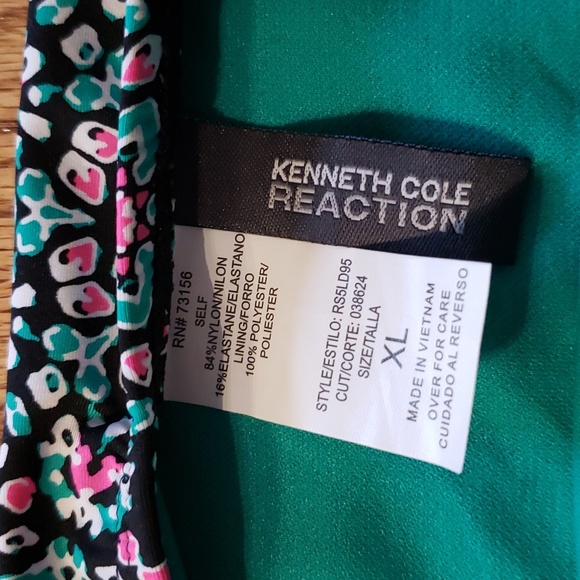 KENNETH COLE
REACTION
RN# 73156
SELF
84%NYLON/NILON
16%ELASTANE/ELASTANO
LINING/FORRO
100% POLYESTER/
POLIESTER
STYLE/ESTILO: RS5LD95
CUT/CORTE: 038624
SIZE/TALLA
XL
MADE IN VIETNAM
OVER FOR CARE
CUIDADO AL REVERSO